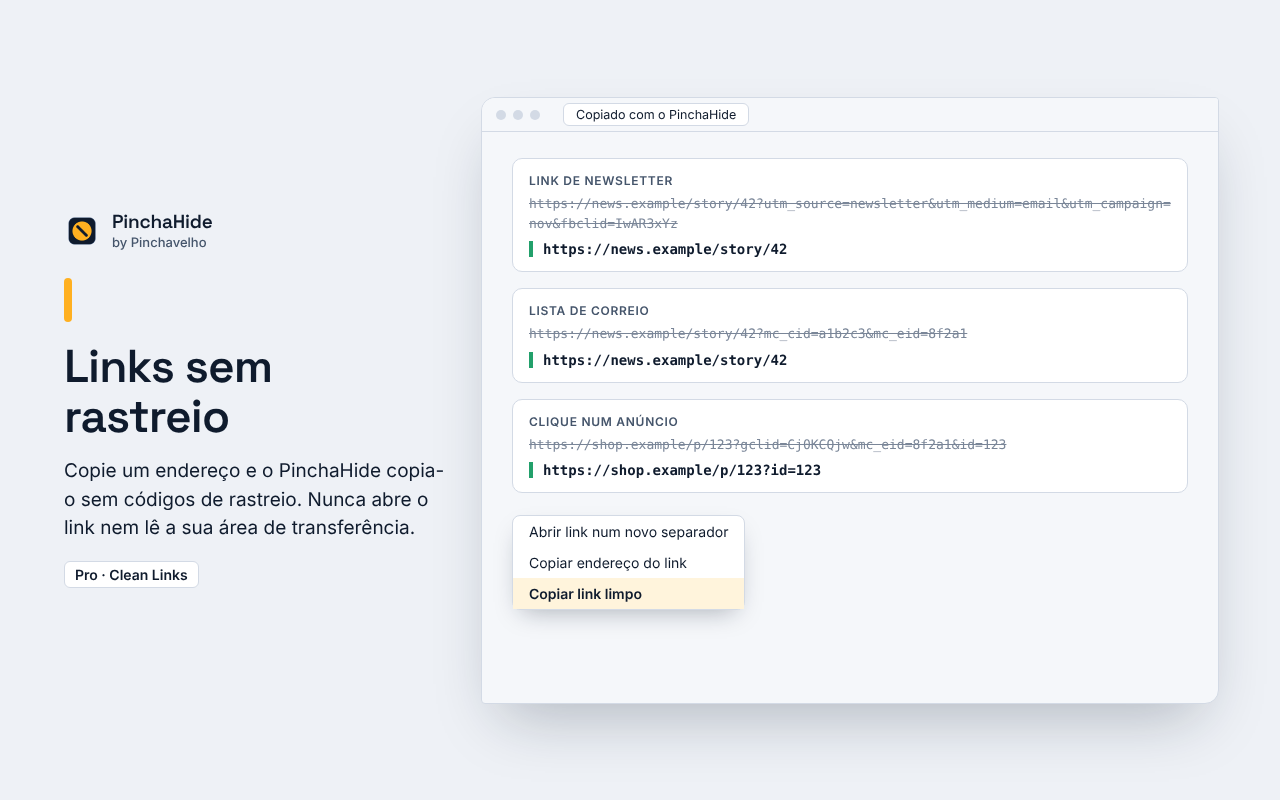 PinchaHide
by Pinchavelho
Links sem
rastreio
Copie um endereço e o PinchaHide copia-
o sem códigos de rastreio. Nunca abre o
link nem lê a sua área de transferência.
Pro · Clean Links
Copiado com o PinchaHide
LINK DE NEWSLETTER
https://news.example/story/42?utm_source=newsletter&utm_medium=email&utm_campaign=
nov&fbclid=IwAR3xYz
https://news.example/story/42
LISTA DE CORREIO
https://news.example/story/42?mc_cid=a1b2c3&mc_eid=8f2a1
https://news.example/story/42
CLIQUE NUM ANÚNCIO
https://shop.example/p/123?gclid=Cj0KCQjw&mc_eid=8f2a1&id=123
https://shop.example/p/123?id=123
Abrir link num novo separador
Copiar endereço do link
Copiar link limpo